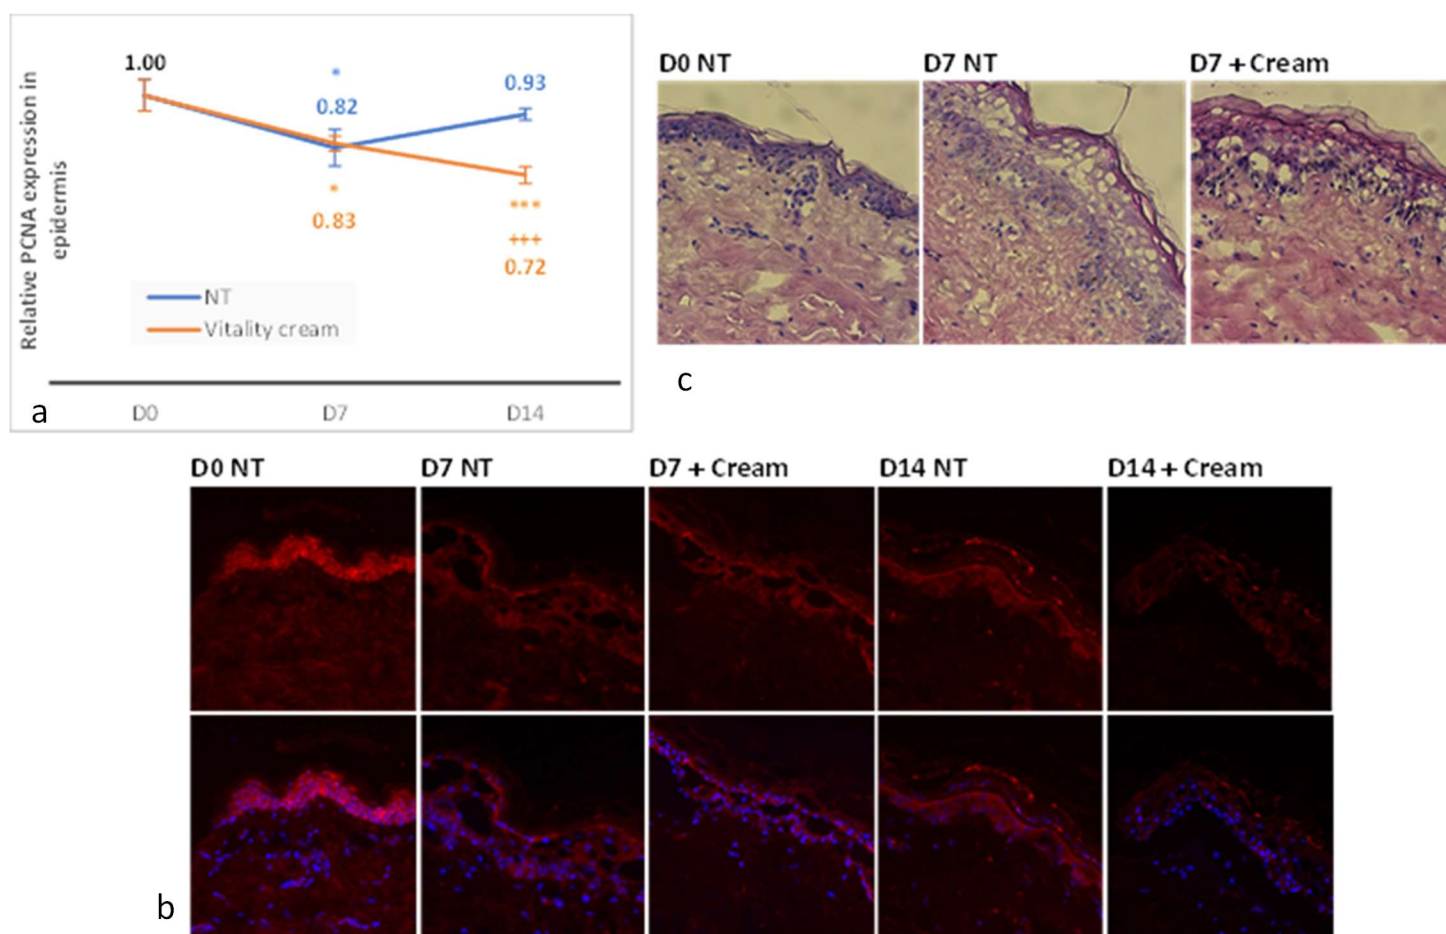 Relative PCNA expression in
epidermis
1.00
*
0.82
0.93
*
0.83
***
+++
0.72
NT
Vitality cream
D0 D7 D14
a
D0 NT D7 NT D7 + Cream
c
D0 NT D7 NT D7 + Cream D14 NT D14 + Cream
b